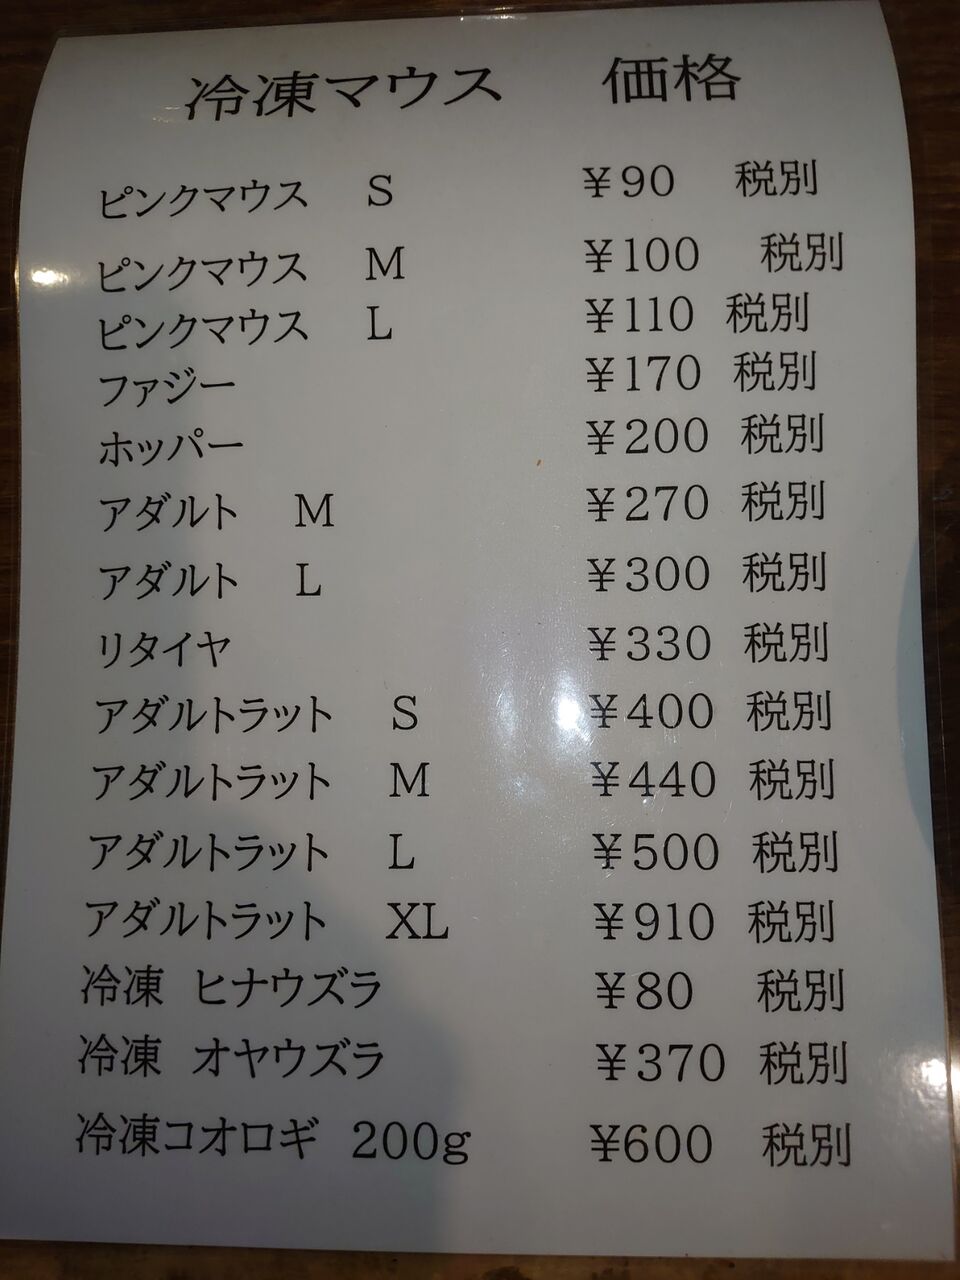 冷凍マウス 価格
ピンクマウス S ¥90 税別
ピンクマウス M ¥100 税別
ピンクマウス L ¥110 税別
ファジー ¥170 税別
ホッパー ¥200 税別
アダルト M ¥270 税別
アダルト L ¥300 税別
リタイヤ ¥330 税別
アダルトラット S ¥400 税別
アダルトラット M ¥440 税別
アダルトラット L ¥500 税別
アダルトラット XL ¥910 税別
冷凍 ヒナウズラ ¥80 税別
冷凍 オヤウズラ ¥370 税別
冷凍コオロギ 200g ¥600 税別